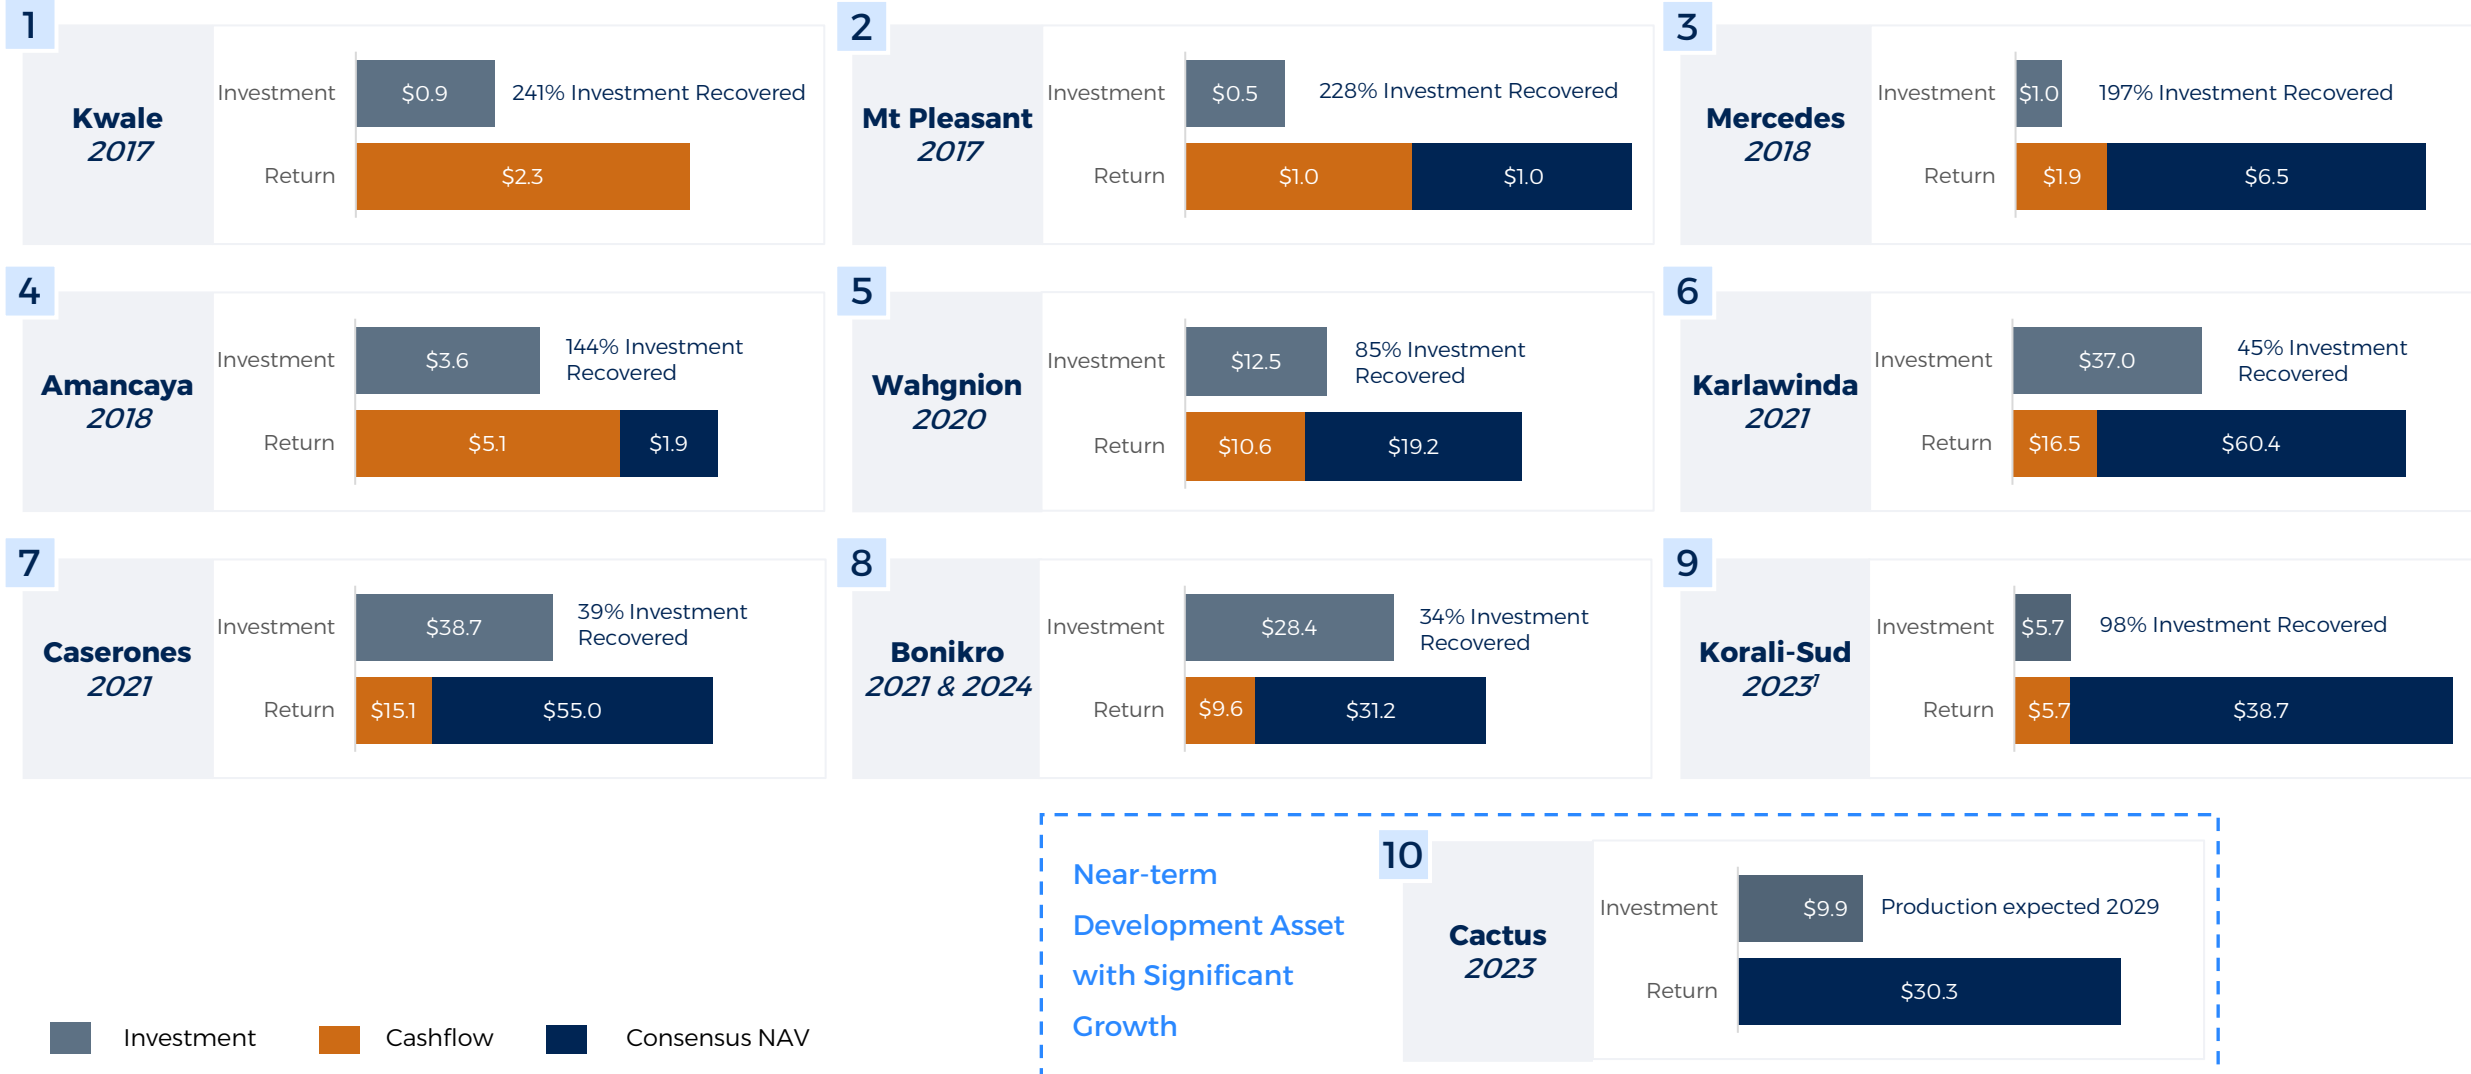 1
Kwale
2017
Investment
$0.9
241% Investment Recovered
Return
$2.3
2
Mt Pleasant
2017
Investment
$0.5
228% Investment Recovered
Return
$1.0
$1.0
3
Mercedes
2018
Investment
$1.0
197% Investment Recovered
Return
$1.9
$6.5
4
Amancaya
2018
Investment
$3.6
144% Investment
Recovered
Return
$5.1
$1.9
5
Wahgnion
2020
Investment
$12.5
85% Investment
Recovered
Return
$10.6
$19.2
6
Karlawinda
2021
Investment
$37.0
45% Investment
Recovered
Return
$16.5
$60.4
7
Caserones
2021
Investment
$38.7
39% Investment
Recovered
Return
$15.1
$55.0
8
Bonikro
2021 & 2024
Investment
$28.4
34% Investment
Recovered
Return
$9.6
$31.2
9
Korali-Sud
2023¹
Investment
$5.7
98% Investment Recovered
Return
$5.7
$38.7
Near-term
Development Asset
with Significant
Growth
10
Cactus
2023
Investment
$9.9
Production expected 2029
Return
$30.3
Investment
Cashflow
Consensus NAV